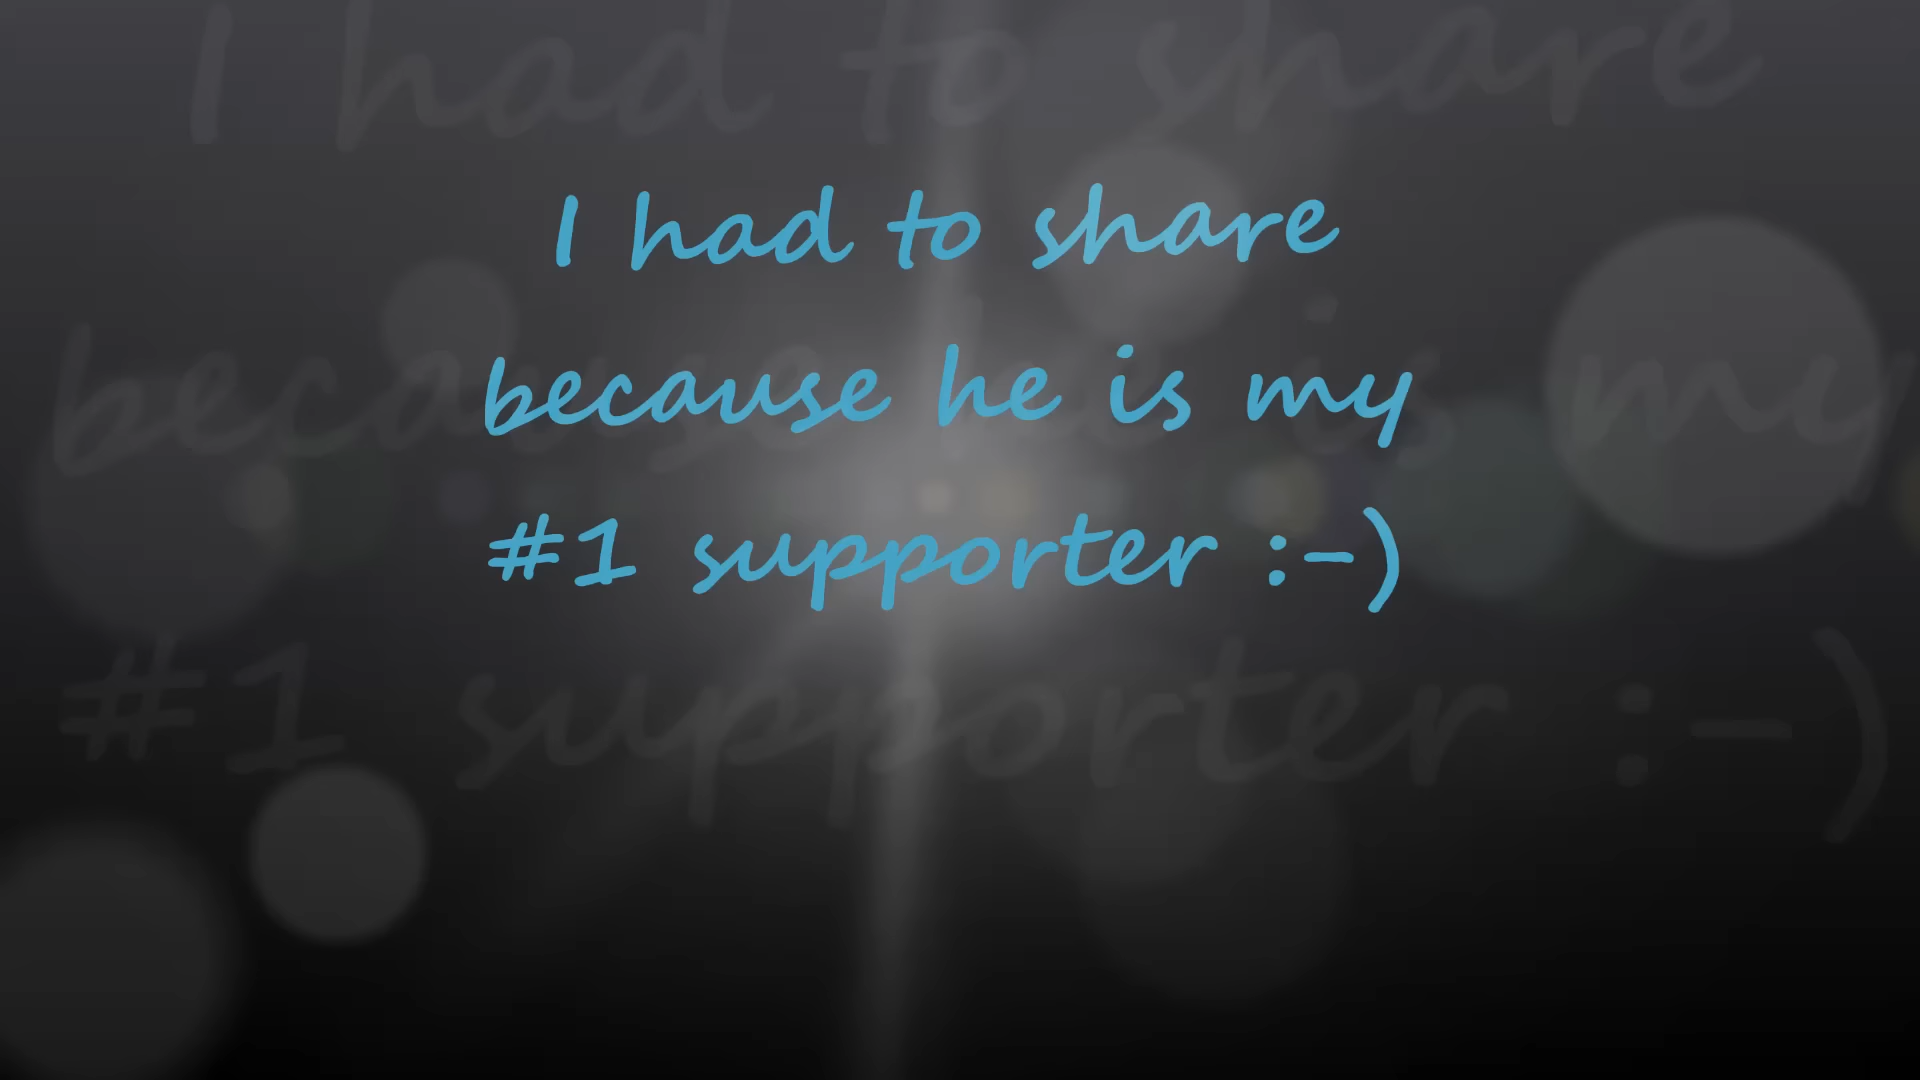 I had to share
because he is my
#1 supporter :-)